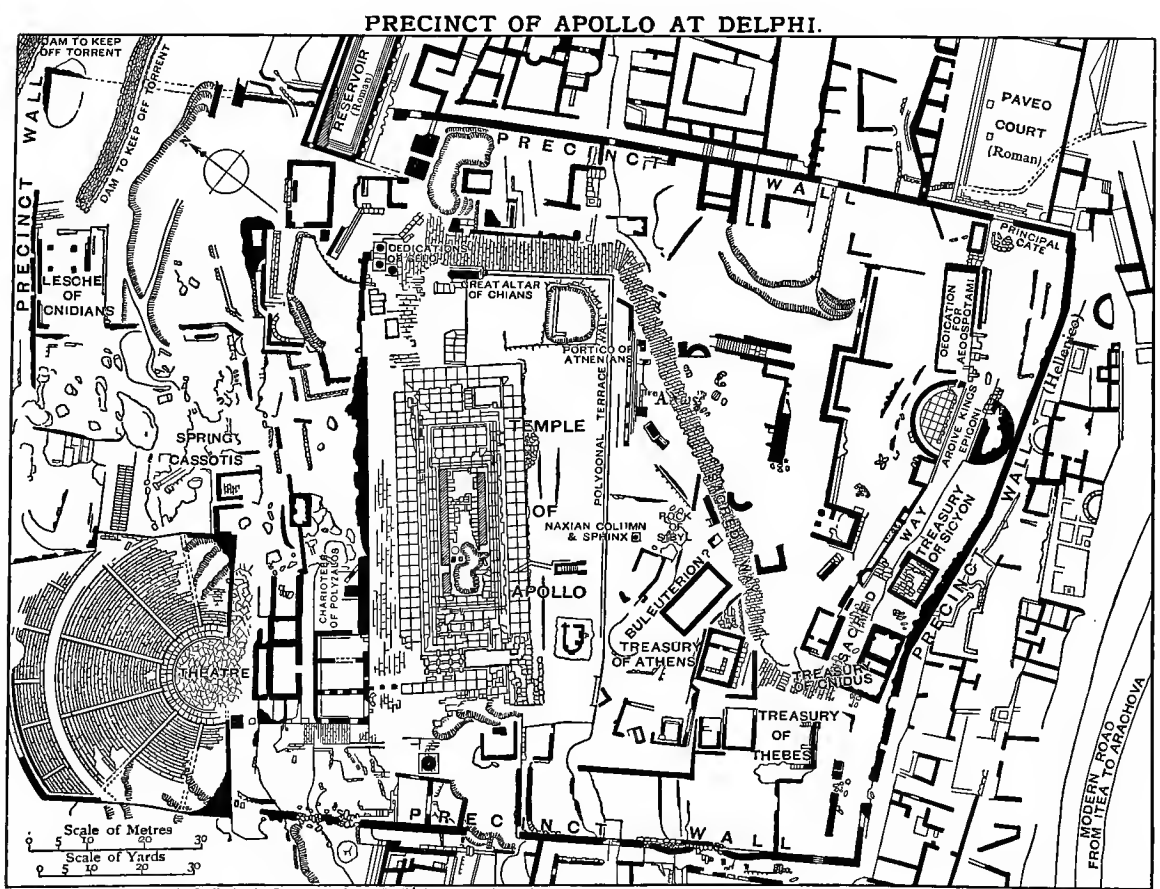 PRECINCT OF APOLLO AT DELPHI.
DAM TO KEEP
OFF TORRENT
PRECINCT WALL
DAM TO KEEP OFF TORRENT
N
RESERVOIR
(Roman)
PRECINCT WALL
PAVED
COURT
(Roman)
PRINCIPAL
GATE
LESCHE
OF
CNIDIANS
DEDICATIONS
OF GELO
GREAT ALTAR
OF CHIANS
PORTICO OF
ATHENIANS
POLYGONAL TERRACE WALL
DEDICATION
FOR
AEGOSPOTAMI
(Hellenico)
ARGIVE KINGS
EPIGONI
SPRING
CASSOTIS
TEMPLE
OF
APOLLO
NAXIAN COLUMN
& SPHINX
ROCK
OF
SIBYL
BULEUTERION?
TREASURY
OF ATHENS
SACRED WAY
TREASURY
OF SICYON
PRECINCT WALL
CHARIOTEER
OF POLYZALOS
THEATRE
TREASURY
CNIDUS
TREASURY
OF
THEBES
PRECINCT WALL
MODERN ROAD
FROM ITEA TO ARACHOVA
Scale of Metres
0 5 10 20 30
Scale of Yards
0 5 10 20 30